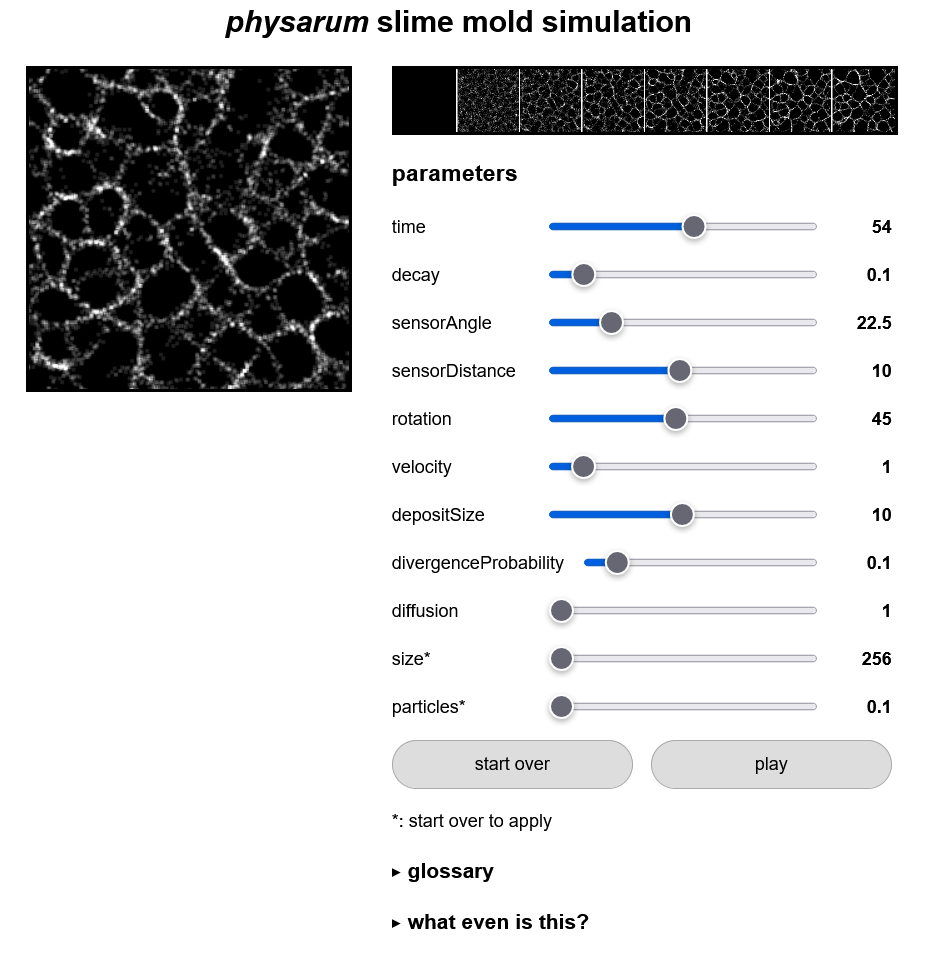 physarum slime mold simulation
parameters
time 54
decay 0.1
sensorAngle 22.5
sensorDistance 10
rotation 45
velocity 1
depositSize 10
divergenceProbability 0.1
diffusion 1
size* 256
particles* 0.1
start over play
*: start over to apply
▸ glossary
▸ what even is this?